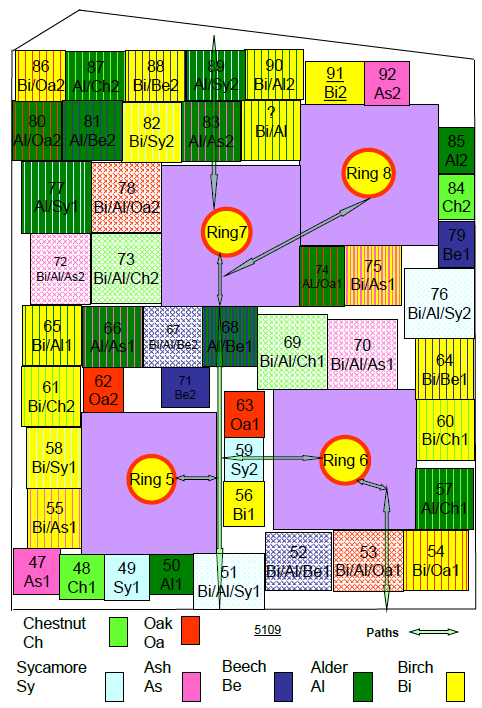 86
Bi/Oa2
87
Al/Ch2
88
Bi/Be2
89
Al/Sy2
90
Bi/Al2
91
Bi2
92
As2
80
Al/Oa2
81
Al/Be2
82
Bi/Sy2
83
Al/As2
?
Bi/Al
85
Al2
77
Al/Sy1
78
Bi/Al/Oa2
Ring 8
84
Ch2
Ring7
79
Be1
72
Bi/Al/As2
73
Bi/Al/Ch2
74
AL/Oa1
75
Bi/As1
76
Bi/Al/Sy2
65
Bi/Al1
66
Al/As1
67
Bi/Al/Be2
68
Al/Be1
69
Bi/Al/Ch1
70
Bi/Al/As1
64
Bi/Be1
61
Bi/Ch2
62
Oa2
71
Be2
63
Oa1
60
Bi/Ch1
58
Bi/Sy1
59
Sy2
Ring 5
Ring 6
56
Bi1
57
Al/Ch1
55
Bi/As1
47
As1
48
Ch1
49
Sy1
50
Al1
51
Bi/Al/Sy1
52
Bi/Al/Be1
53
Bi/Al/Oa1
54
Bi/Oa1
Chestnut
Ch
Oak
Oa
5109
Paths
Sycamore
Sy
Ash
As
Beech
Be
Alder
Al
Birch
Bi